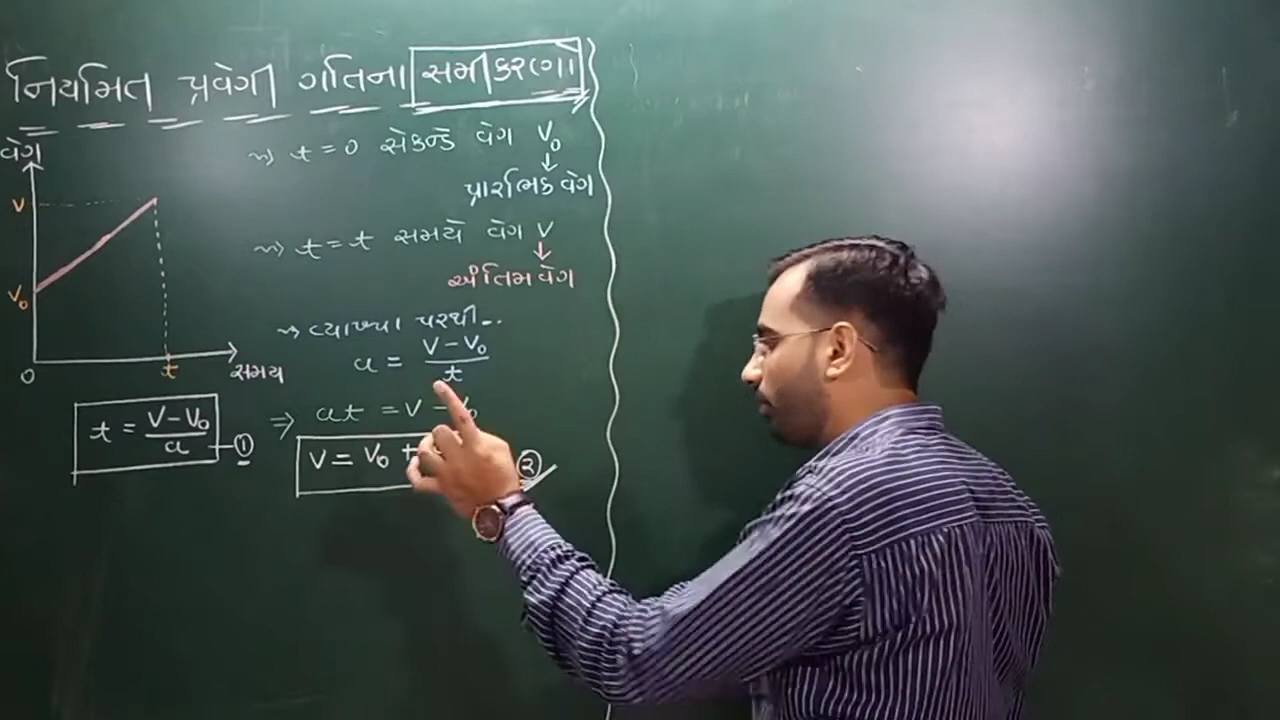 નિયમિત પ્રવેગી ગતિના સમીકરણો
વેગ
V
V₀
0
t
સમય
t = 0 સેકન્ડે વેગ V₀
↓
પ્રારંભિક વેગ
t = t સમયે વેગ V
↓
અંતિમ વેગ
વ્યાખ્યા પરથી...
a = (V - V₀)/t
t = (V - V₀)/a ①
⇒ at = V - V₀
V = V₀ + ②